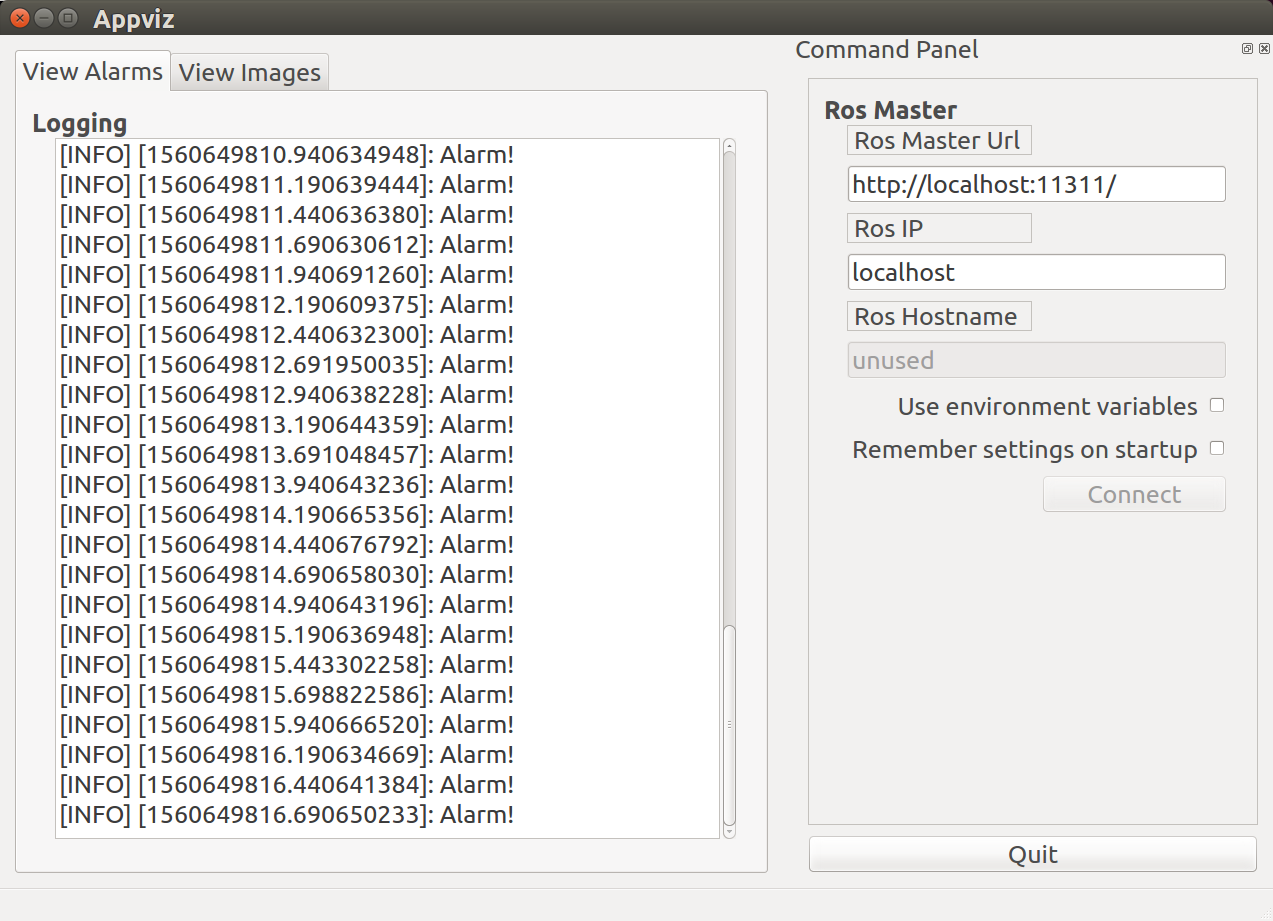 Appviz
View Alarms
View Images
Logging
[INFO] [1560649810.940634948]: Alarm!
[INFO] [1560649811.190639444]: Alarm!
[INFO] [1560649811.440636380]: Alarm!
[INFO] [1560649811.690630612]: Alarm!
[INFO] [1560649811.940691260]: Alarm!
[INFO] [1560649812.190609375]: Alarm!
[INFO] [1560649812.440632300]: Alarm!
[INFO] [1560649812.691950035]: Alarm!
[INFO] [1560649812.940638228]: Alarm!
[INFO] [1560649813.190644359]: Alarm!
[INFO] [1560649813.691048457]: Alarm!
[INFO] [1560649813.940643236]: Alarm!
[INFO] [1560649814.190665356]: Alarm!
[INFO] [1560649814.440676792]: Alarm!
[INFO] [1560649814.690658030]: Alarm!
[INFO] [1560649814.940643196]: Alarm!
[INFO] [1560649815.190636948]: Alarm!
[INFO] [1560649815.443302258]: Alarm!
[INFO] [1560649815.698822586]: Alarm!
[INFO] [1560649815.940666520]: Alarm!
[INFO] [1560649816.190634669]: Alarm!
[INFO] [1560649816.440641384]: Alarm!
[INFO] [1560649816.690650233]: Alarm!
Command Panel
Ros Master
Ros Master Url
http://localhost:11311/
Ros IP
localhost
Ros Hostname
unused
Use environment variables
Remember settings on startup
Connect
Quit